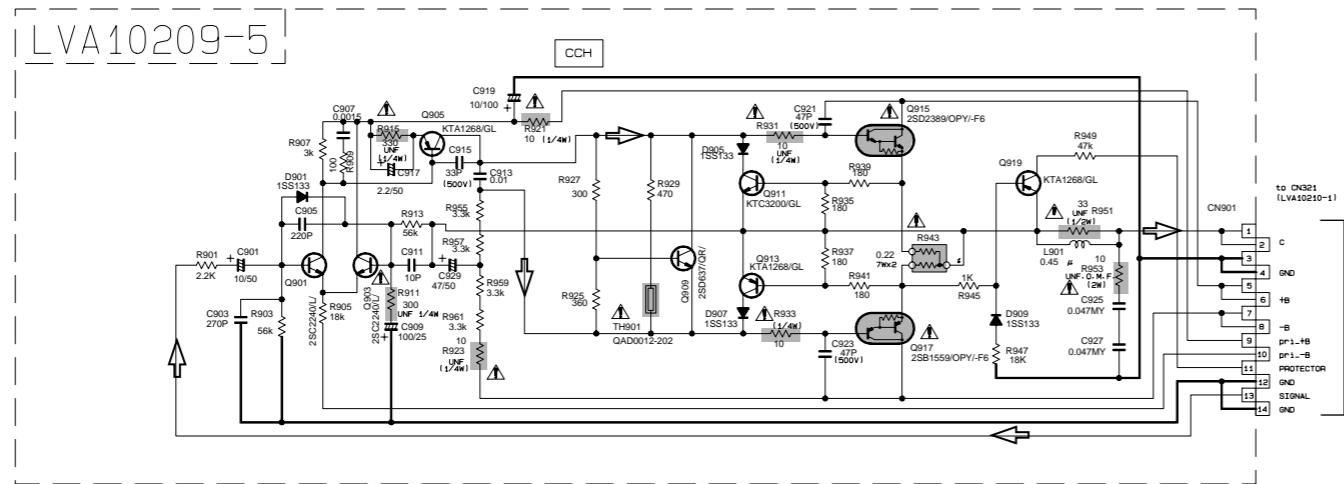 LVA10209-5
CCH
C919
10/100
+
R921
10 (1/4W)
C907
0.0015
R907
3k
R909
100
R915
330
UNF
(1/4W)
Q905
KTA1268/GL
C917
2.2/50
+
C915
33P
(500V)
C913
0.01
D901
1SS133
C905
220P
R913
56k
R955
3.3k
R957
3.3k
R959
3.3k
R961
3.3k
R901
2.2K
C901
10/50
+
Q901
2SC2240/L/
Q903
2SC2240/L/
C911
10P
C929
47/50
+
C903
270P
R903
56k
R905
18k
R911
300
UNF 1/4W
C909
100/25
+
10
R923
UNF
(1/4W)
R927
300
R929
470
R925
360
TH901
QAD0012-202
Q909
2SD637/QR/
D905
1SS133
R931
10
UNF
(1/4W)
C921
47P
(500V)
Q915
2SD2389/OPY/-F6
Q911
KTC3200/GL
R939
180
R935
180
R937
180
R941
180
Q913
KTA1268/GL
D907
1SS133
R933
(1/4W)
10
C923
47P
(500V)
Q917
2SB1559/OPY/-F6
R943
0.22
7W×2
R945
1K
Q919
KTA1268/GL
R949
47k
D909
1SS133
R947
18K
33
UNF
(1/2W)
R951
L901
0.45 μ
10
R953
UNF.O.M.F
(2W)
C925
0.047MY
C927
0.047MY
to CN321
(LVA10210-1)
CN901
1
2 C
3
4 GND
5
6 +B
7
8 -B
9 pri_+B
10 pri_-B
11 PROTECTOR
12 GND
13 SIGNAL
14 GND